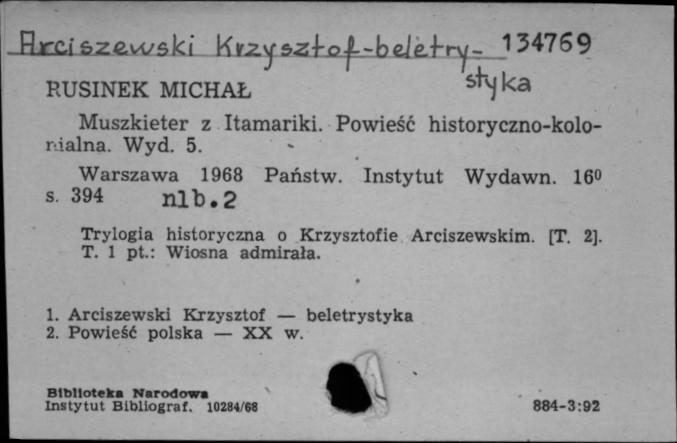 Arciszewski Krzysztof-beletry- 134769
styka
RUSINEK MICHAŁ
Muszkieter z Itamariki. Powieść historyczno-kolo-
nialna. Wyd. 5.
Warszawa 1968 Państw. Instytut Wydawn. 16⁰
s. 394 nlb.2
Trylogia historyczna o Krzysztofie Arciszewskim. [T. 2].
T. 1 pt.: Wiosna admirała.
1. Arciszewski Krzysztof — beletrystyka
2. Powieść polska — XX w.
Biblioteka Narodowa
Instytut Bibliograf. 10284/68 884-3:92